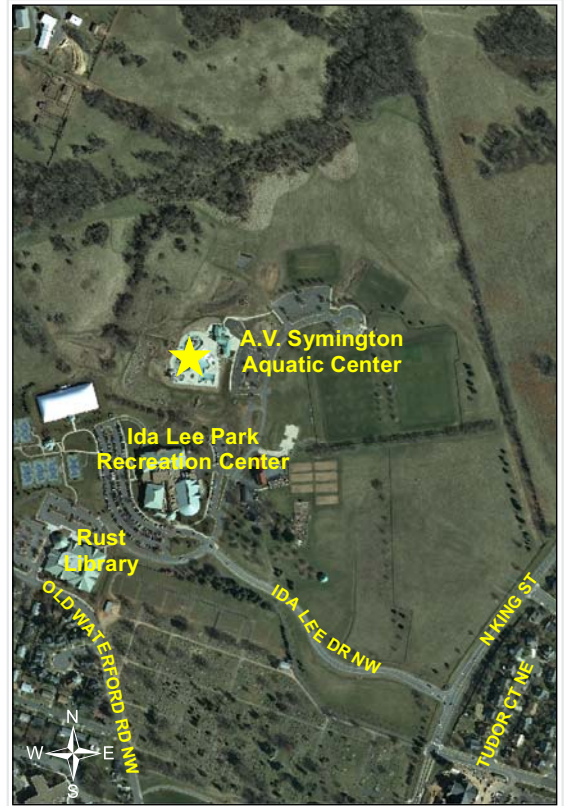 A.V. Symington
Aquatic Center
Ida Lee Park
Recreation Center
Rust
Library
OLD WATERFORD RD NW
IDA LEE DR NW
N KING ST
TUDOR CT NE
N
W E
S